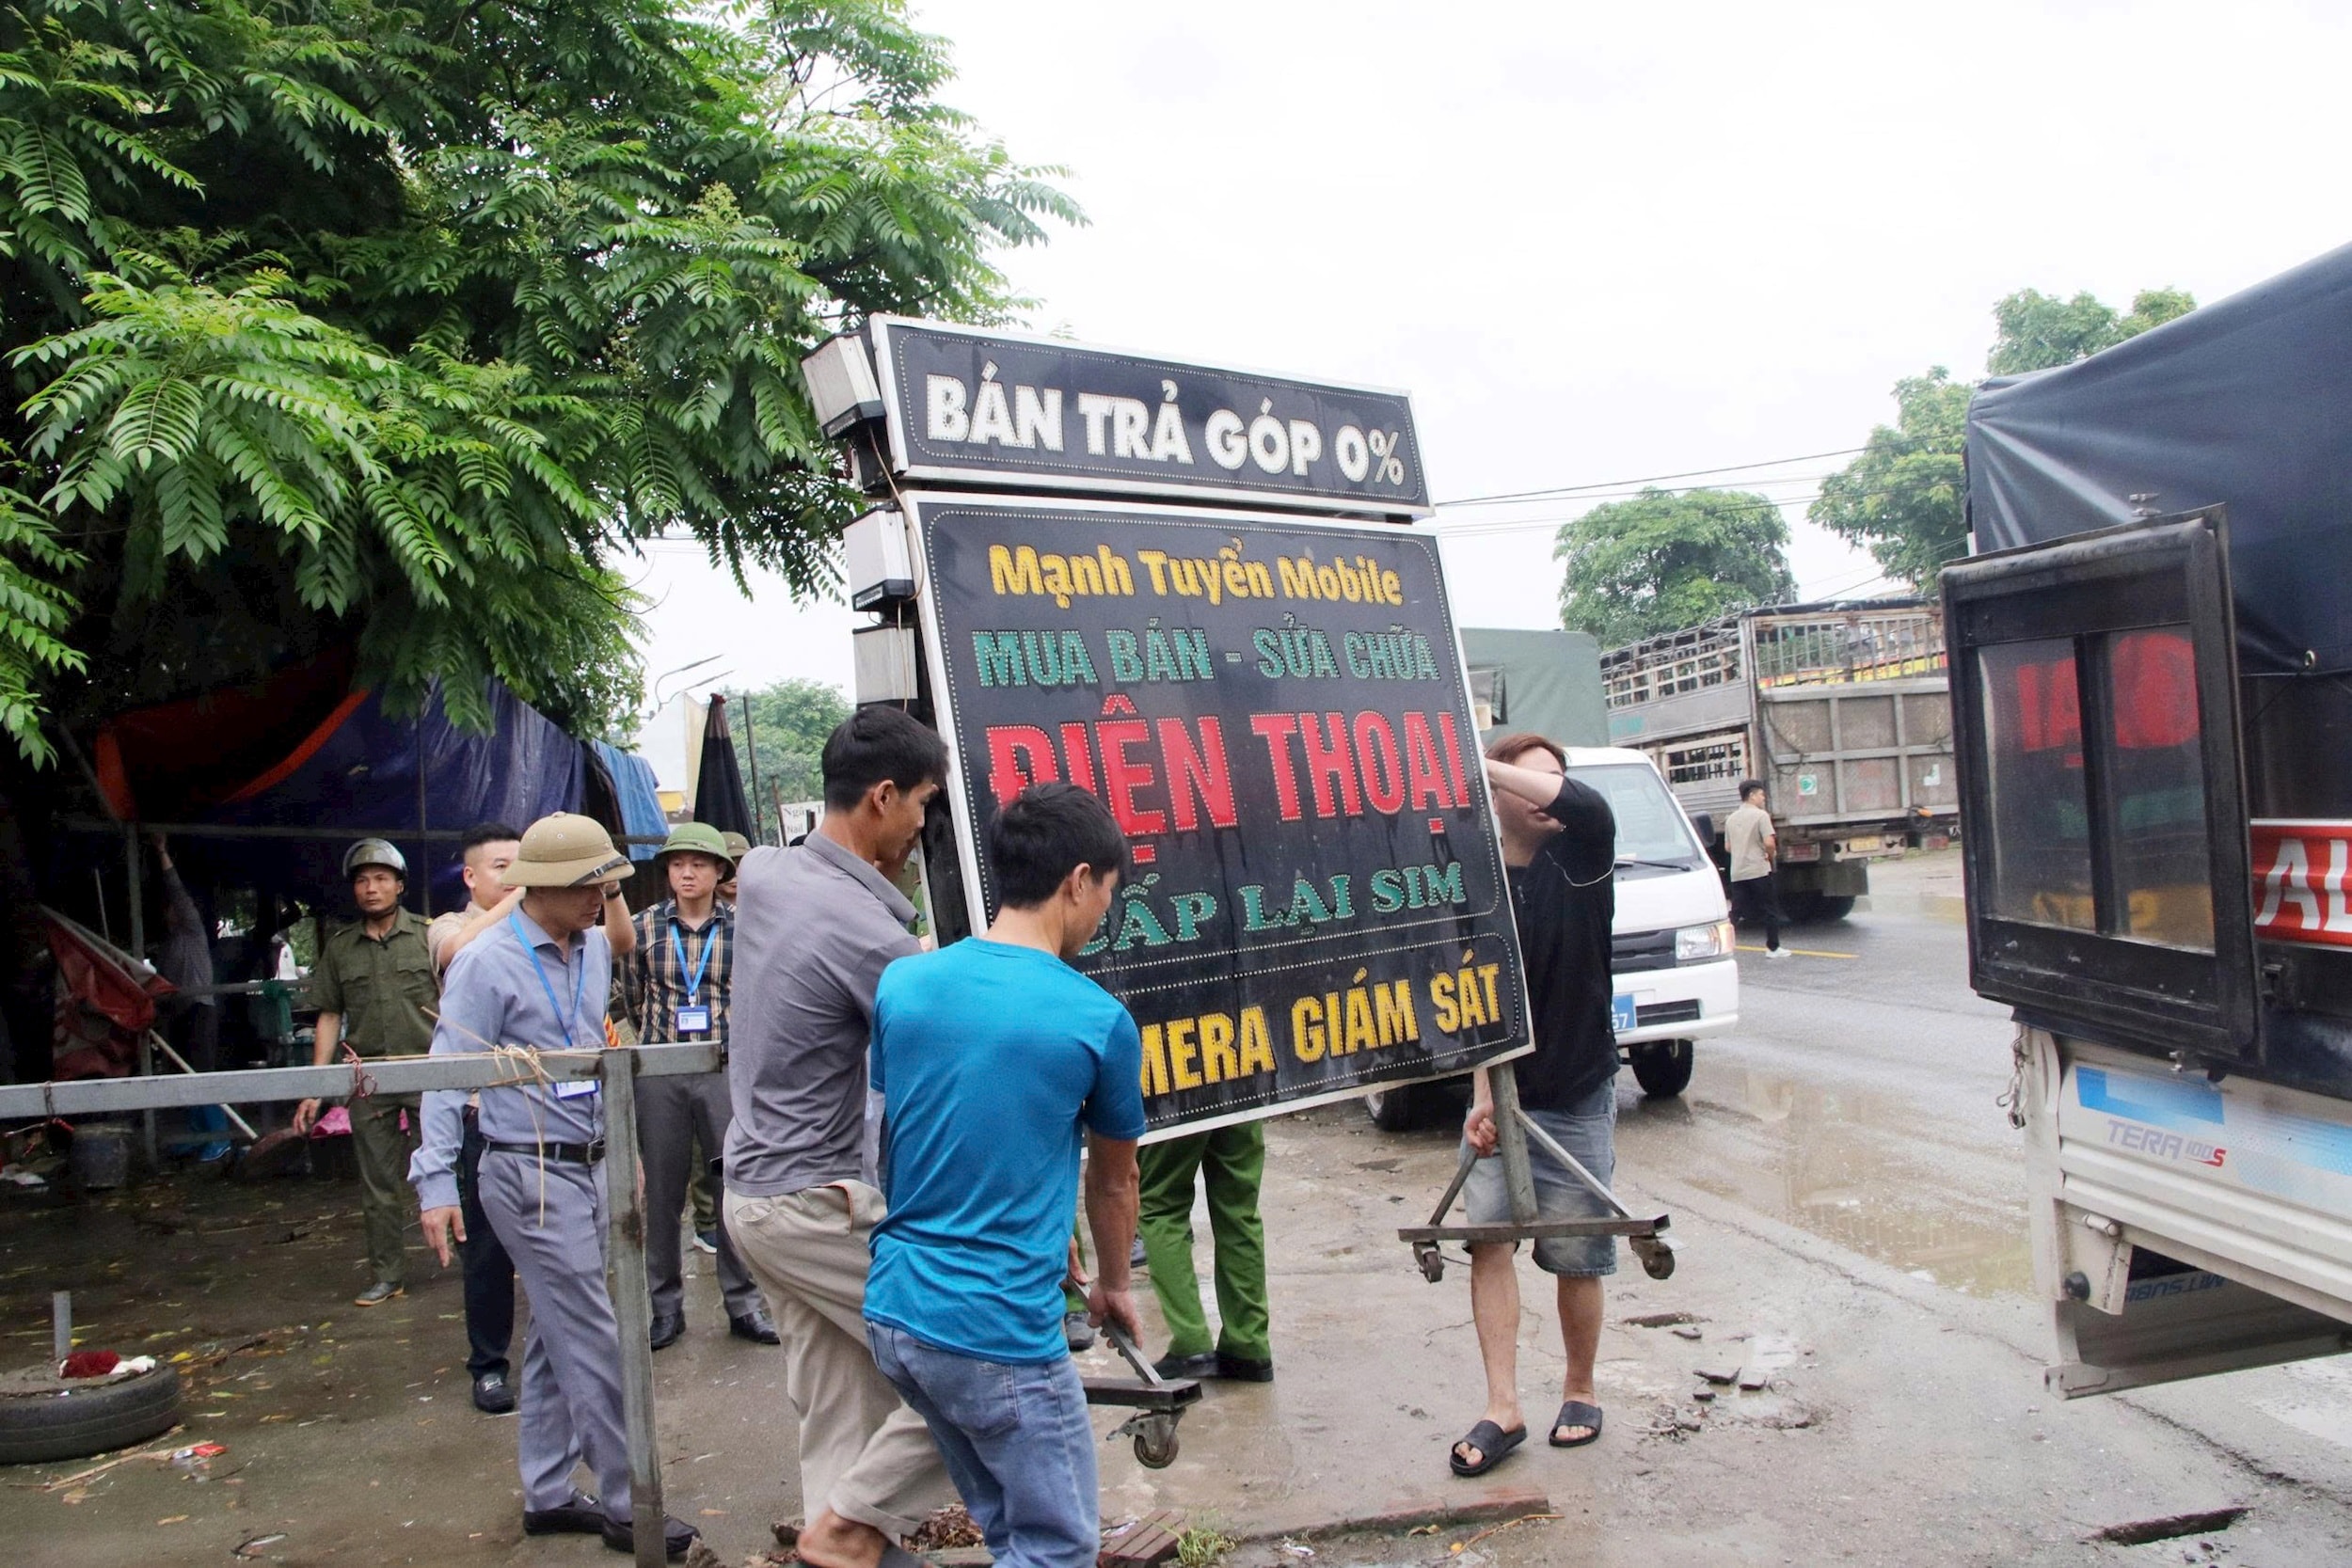 BÁN TRẢ GÓP 0%
Mạnh Tuyển Mobile
MUA BÁN - SỬA CHỮA
ĐIỆN THOẠI
CẤP LẠI SIM
MERA GIÁM SÁT
TERA 100S